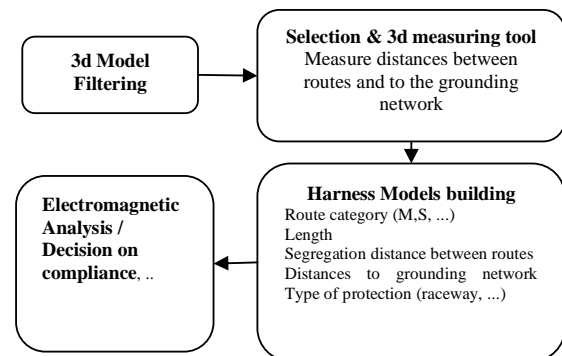 3d Model
Filtering
Selection & 3d measuring tool
Measure distances between
routes and to the grounding
network
Harness Models building
Route category (M,S, ...)
Length
Segregation distance between routes
Distances to grounding network
Type of protection (raceway, ...)
Electromagnetic
Analysis /
Decision on
compliance, ..